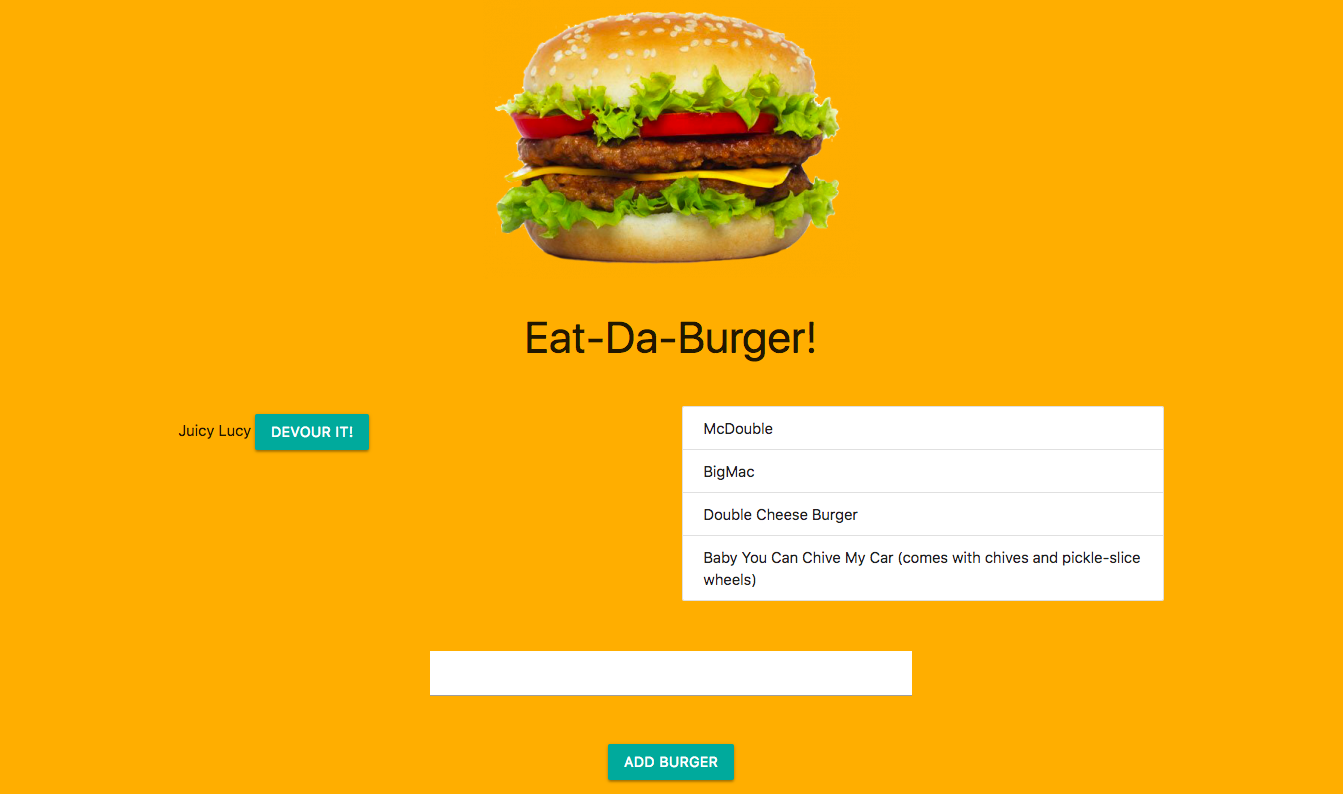 Eat-Da-Burger!
Juicy Lucy DEVOUR IT!
McDouble
BigMac
Double Cheese Burger
Baby You Can Chive My Car (comes with chives and pickle-slice
wheels)
ADD BURGER